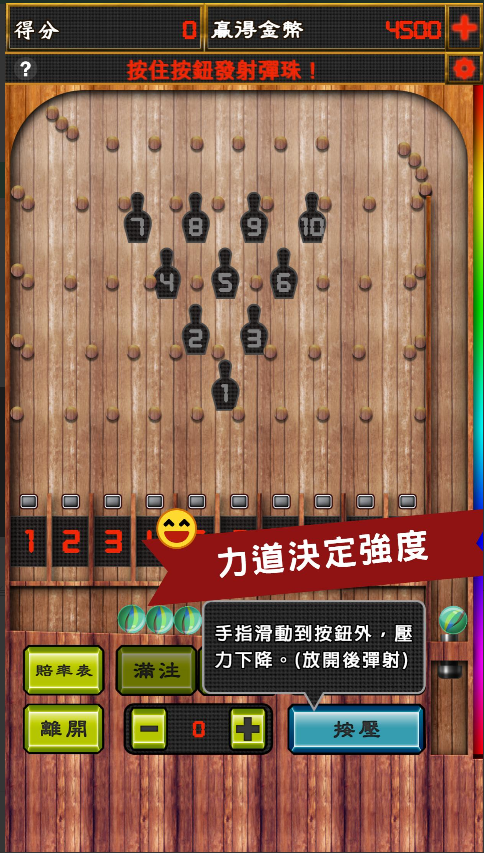 得分 0 贏得金幣 4500
? 按住按鈕發射彈珠！
7 8 9 10
4 5 6
2 3
1
1 2 3
力道決定強度
手指滑動到按鈕外，壓
力下降。(放開後彈射)
賠率表 滿注
離開 0 按壓